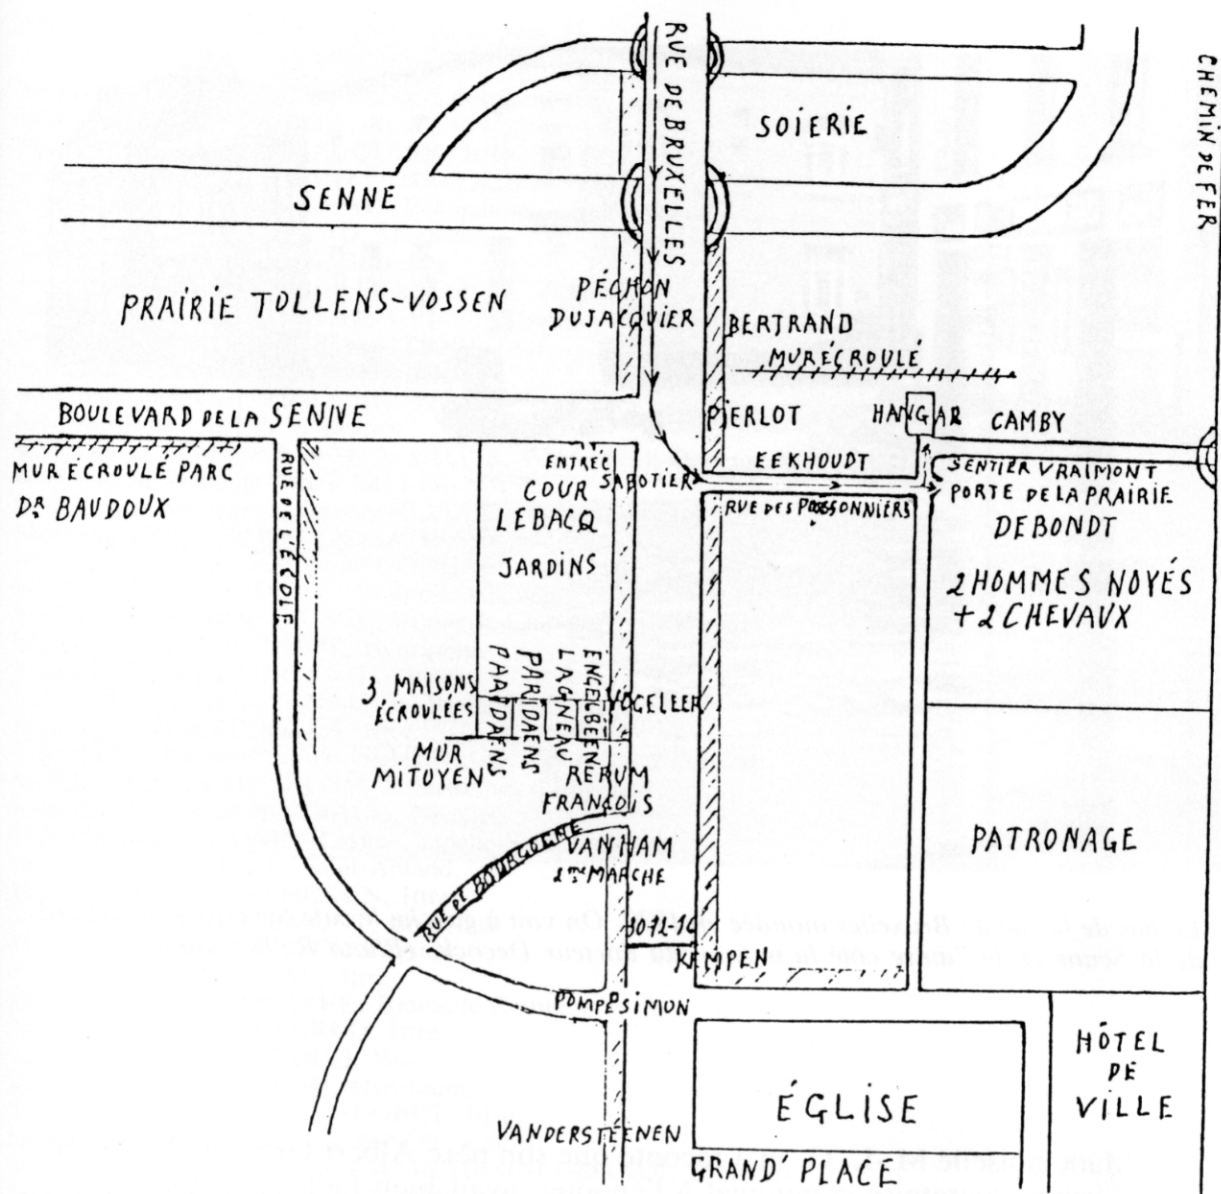 RUE DE BRUXELLES
CHEMIN DE FER
SOIERIE
SENNE
PRAIRIE TOLLENS-VOSSEN
PÉCHON
DUJACQUIER
BERTRAND
MUR ÉCROULÉ
BOULEVARD DE LA SENNE
PIERLOT
HANGAR
CAMBY
MUR ÉCROULÉ PARC
DR BAUDOUX
RUE DE L'ÉCOLE
ENTRÉE
COUR
LEBACQ
JARDINS
SABOTIER
EEKHOUDT
RUE DES POISSONNIERS
SENTIER VRAIMONT
PORTE DE LA PRAIRIE
DEBONDT
2 HOMMES NOYÉS
+ 2 CHEVAUX
3 MAISONS
ÉCROULÉES
PARIDAENS
PARIDAENS
LAGNEAU
ENGELBEEN
VOGELEER
MUR
MITOYEN
RERUM
FRANÇOIS
RUE DE BOURGOGNE
VANHAM
2me MARCHE
PATRONAGE
KEMPEN
POMPE SIMON
HÔTEL
DE
VILLE
ÉGLISE
VANDERSTEENEN
GRAND' PLACE